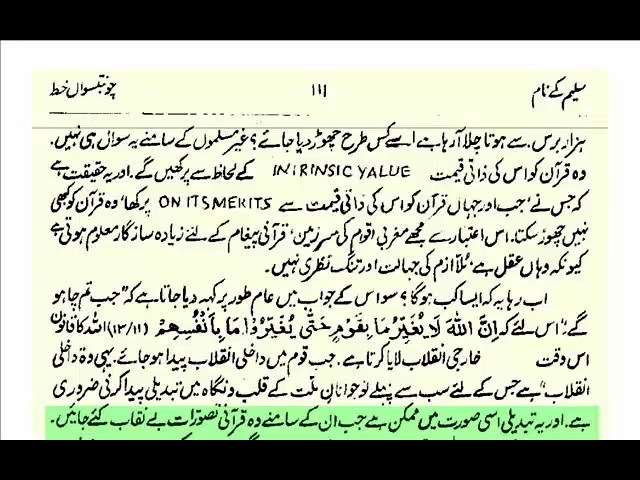 سلیم کے نام ۱۱۱ چونتیسواں خط
ہزار برس سے ہوتا چلا آرہا ہے اسے کس طرح چھوڑ دیا جائے؟ غیر مسلموں کے سامنے یہ سوال ہی نہیں.
وہ قرآن کو اس کی ذاتی قیمت INTRINSIC VALUE کے لحاظ سے پرکھیں گے. اور یہ حقیقت ہے
کہ جس نے، جب اور جہاں قرآن کو اس کی ذاتی قیمت سے ON ITS MERITS پرکھا، وہ قرآن کو کبھی
نہیں چھوڑ سکتا. اس اعتبار سے مجھے مغربی اقوام کی سرزمین، قرآنی پیغام کے لئے زیادہ سازگار معلوم ہوتی ہے
کیونکہ وہاں عقل ہے، مُلّا ازم کی جہالت اور تنگ نظری نہیں.
اب رہا یہ کہ ایسا کب ہوگا؟ سو اس کے جواب میں عام طور پر کہہ دیا جاتا ہے کہ "جب تم چاہو
گے"، اس لئے کہ اِنَّ اللّٰهَ لَا يُغَيِّرُ مَا بِقَوْمٍ حَتّٰى يُغَيِّرُوْا مَا بِاَنْفُسِهِمْ (۱۳/۱۱) اللہ کا قانون
اس وقت خارجی انقلاب لایا کرتا ہے. جب قوم میں داخلی انقلاب پیدا ہو جائے. یہی وہ داخلی
انقلاب" ہے جس کے لئے سب سے پہلے نوجوانانِ ملّت کے قلب و نگاہ میں تبدیلی پیدا کرنی ضروری
ہے. اور یہ تبدیلی اسی صورت میں ممکن ہے جب ان کے سامنے وہ قرآنی تصورات بے نقاب کئے جائیں.